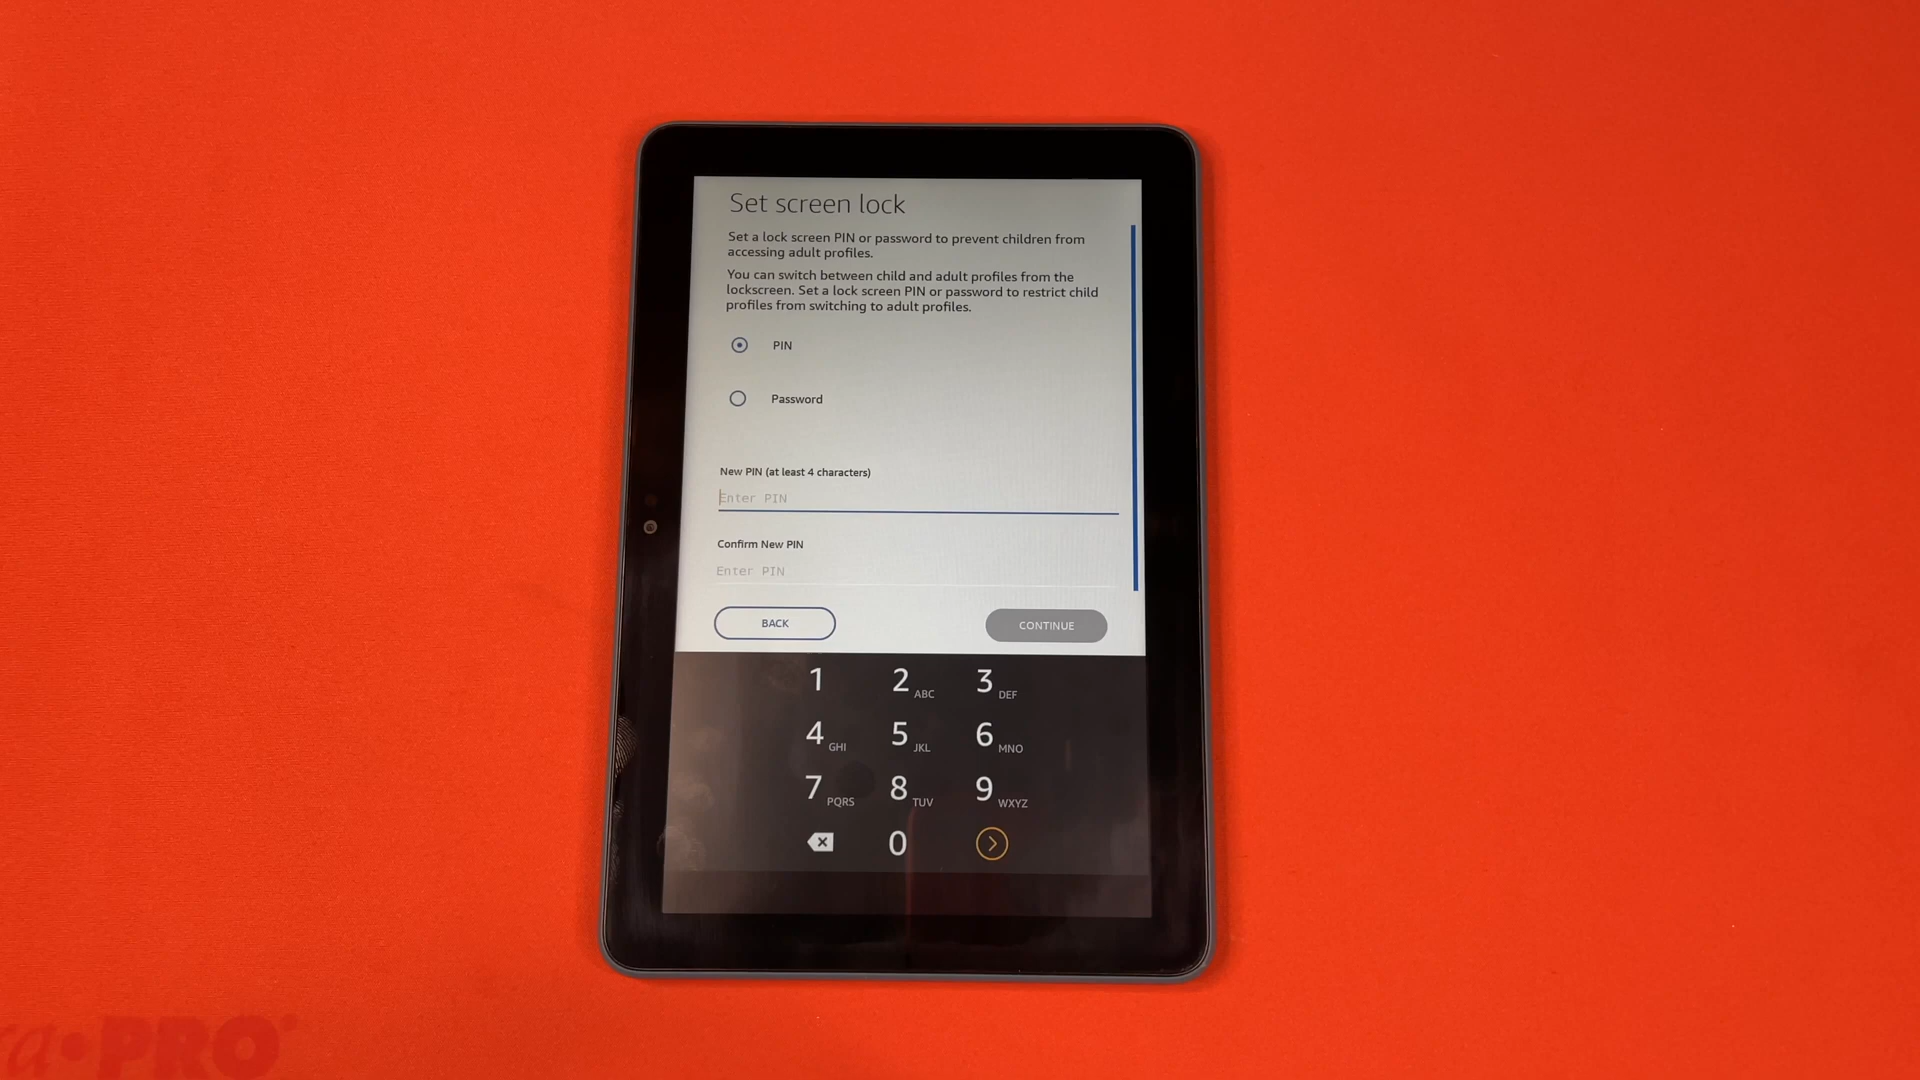 Set screen lock
Set a lock screen PIN or password to prevent children from
accessing adult profiles.
You can switch between child and adult profiles from the
lockscreen. Set a lock screen PIN or password to restrict child
profiles from switching to adult profiles.
PIN
Password
New PIN (at least 4 characters)
Enter PIN
Confirm New PIN
Enter PIN
BACK CONTINUE
1 2 ABC 3 DEF
4 GHI 5 JKL 6 MNO
7 PQRS 8 TUV 9 WXYZ
0
ra•PRO